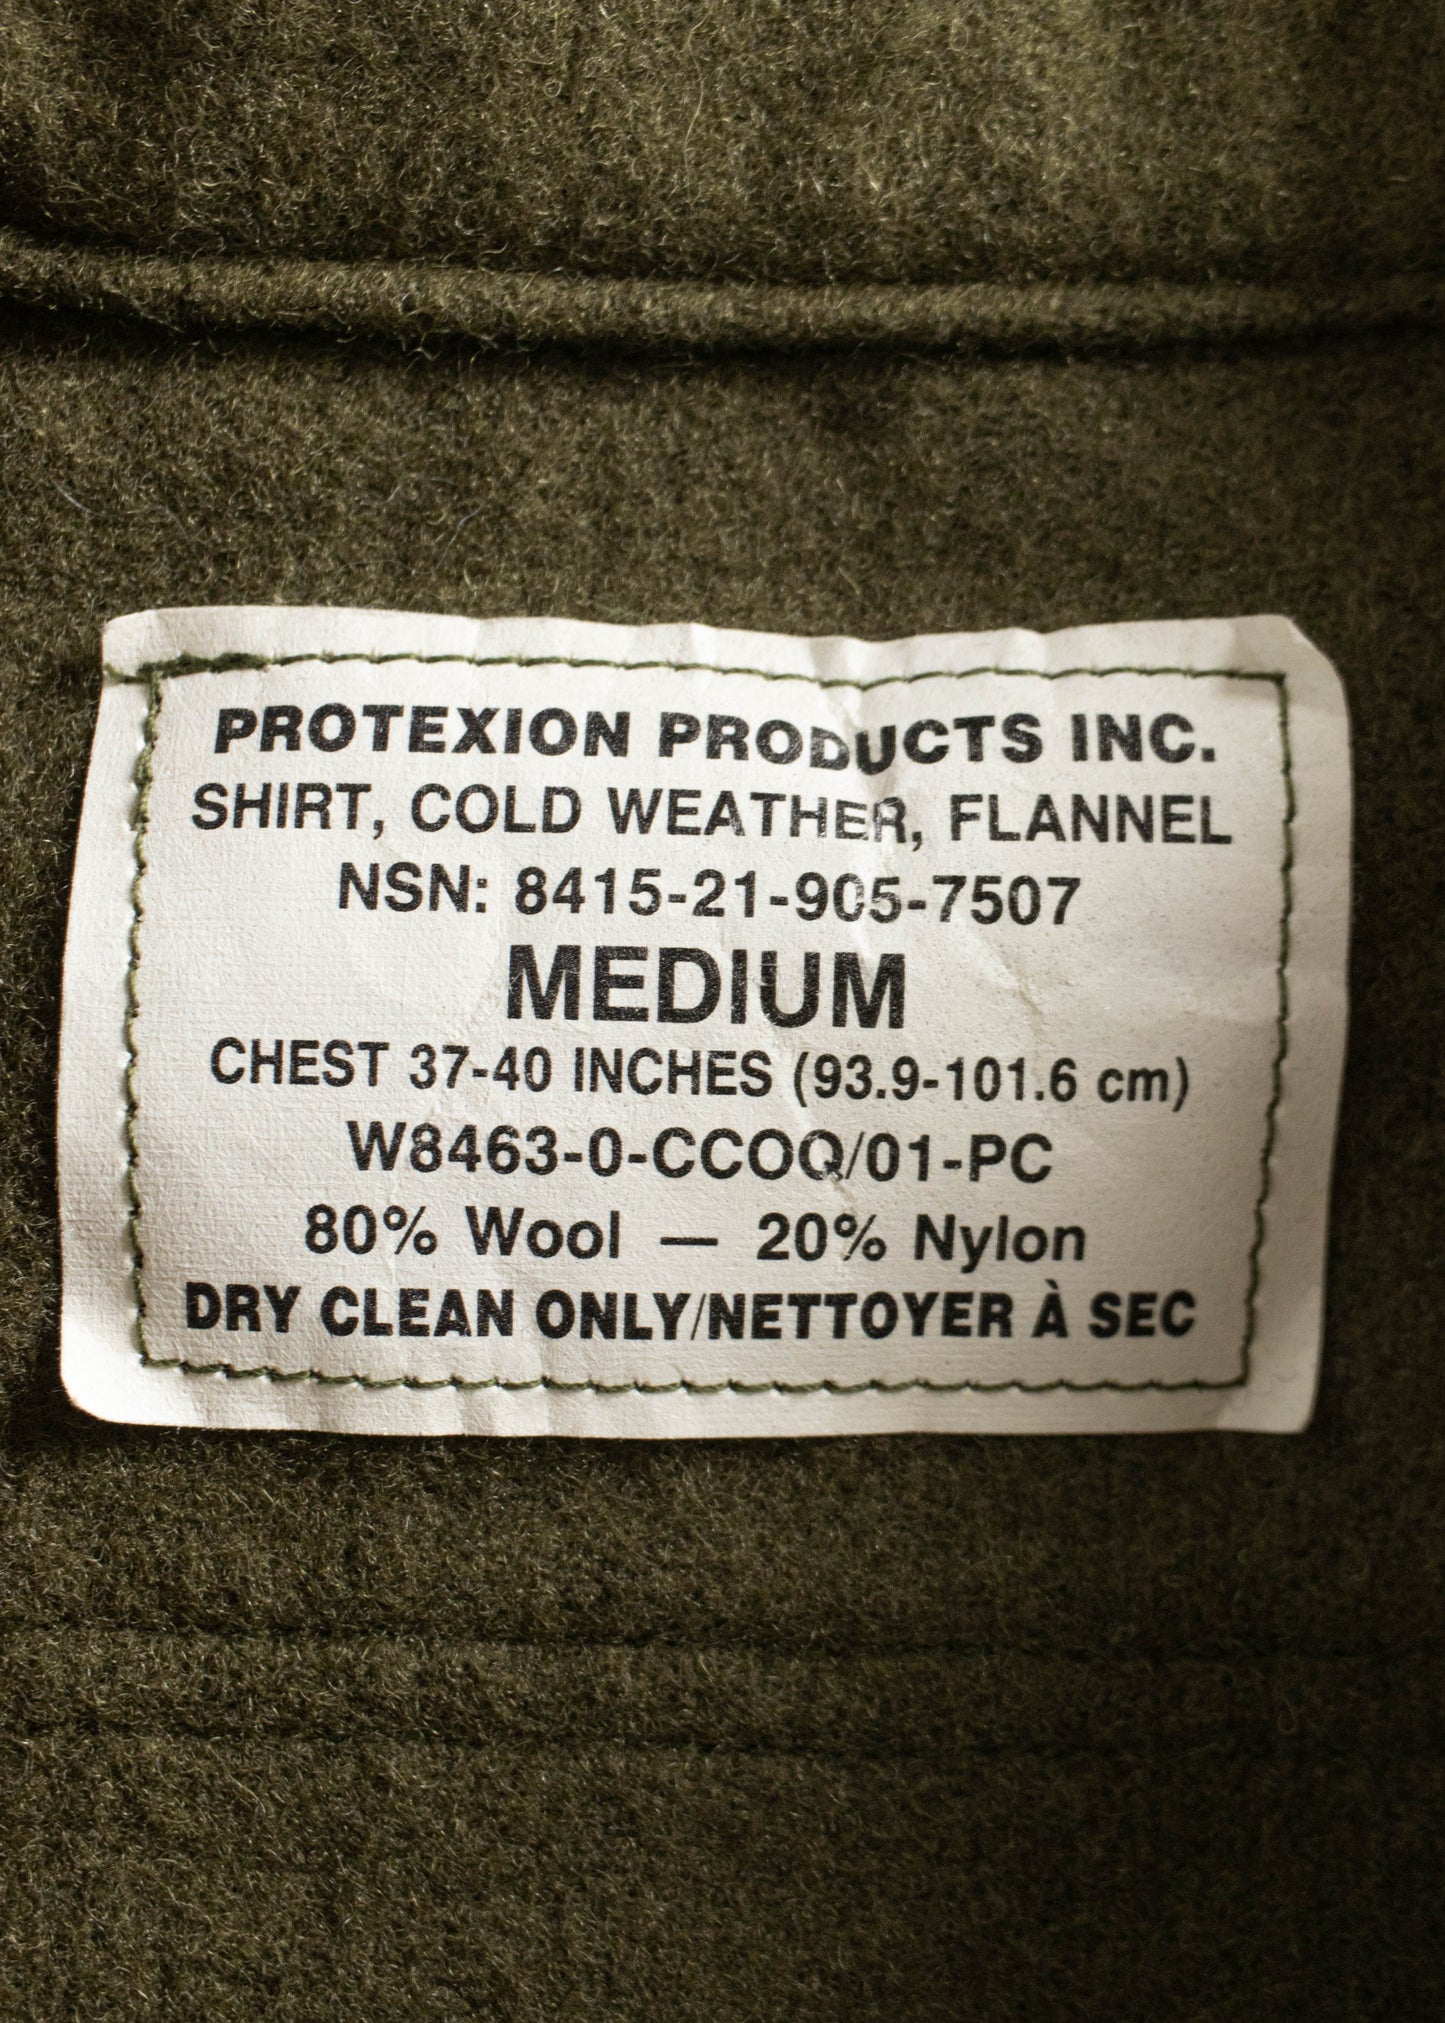 PROTEXION PRODUCTS INC.
SHIRT, COLD WEATHER, FLANNEL
NSN: 8415-21-905-7507
MEDIUM
CHEST 37-40 INCHES (93.9-101.6 cm)
W8463-0-CCOQ/01-PC
80% Wool — 20% Nylon
DRY CLEAN ONLY/NETTOYER À SEC